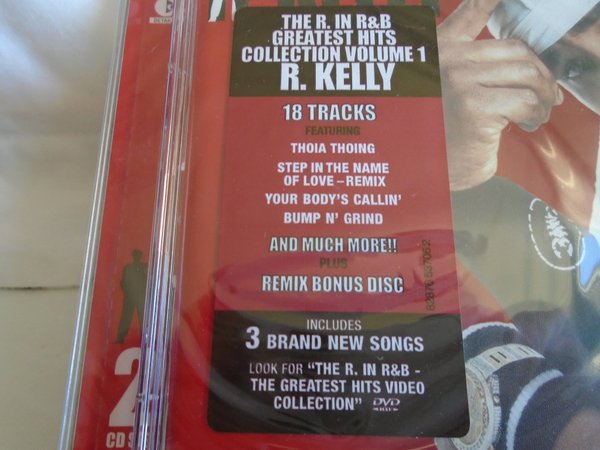 THE R. IN R&B
GREATEST HITS
COLLECTION VOLUME 1
R. KELLY
18 TRACKS
FEATURING
THOIA THOING
STEP IN THE NAME
OF LOVE – REMIX
YOUR BODY'S CALLIN'
BUMP N' GRIND
AND MUCH MORE!!
PLUS
REMIX BONUS DISC
INCLUDES
3 BRAND NEW SONGS
LOOK FOR "THE R. IN R&B -
THE GREATEST HITS VIDEO
COLLECTION" DVD
2
CD